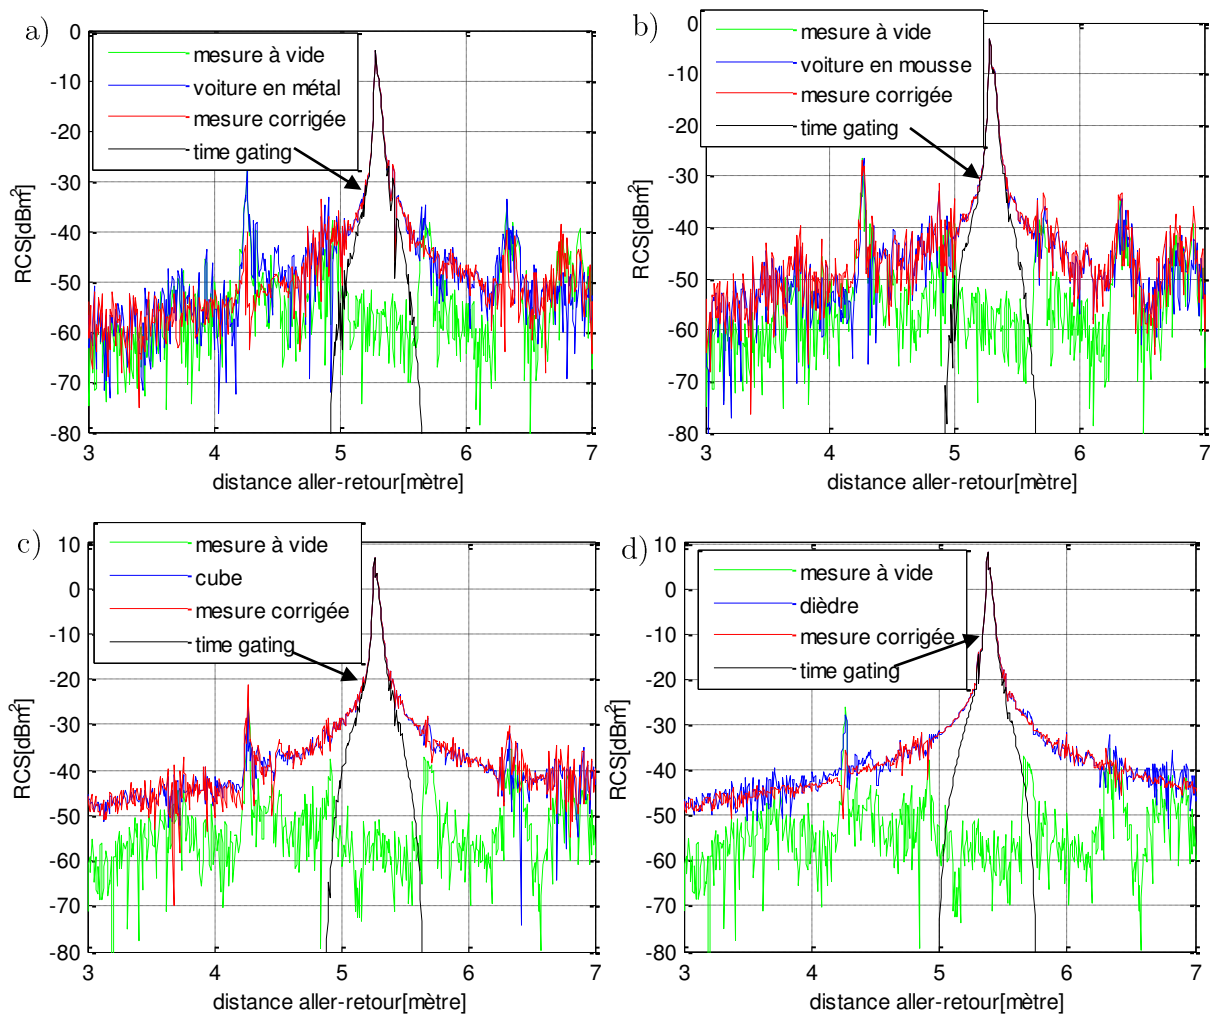 a)
0
-10
-20
-30
-40
-50
-60
-70
-80
RCS[dBm²]
mesure à vide
voiture en métal
mesure corrigée
time gating
3 4 5 6 7
distance aller-retour[mètre]
b)
0
-10
-20
-30
-40
-50
-60
-70
-80
RCS[dBm²]
mesure à vide
voiture en mousse
mesure corrigée
time gating
3 4 5 6 7
distance aller-retour[mètre]
c)
10
0
-10
-20
-30
-40
-50
-60
-70
-80
RCS[dBm²]
mesure à vide
cube
mesure corrigée
time gating
3 4 5 6 7
distance aller-retour[mètre]
d)
10
0
-10
-20
-30
-40
-50
-60
-70
-80
RCS[dBm²]
mesure à vide
dièdre
mesure corrigée
time gating
3 4 5 6 7
distance aller-retour[mètre]